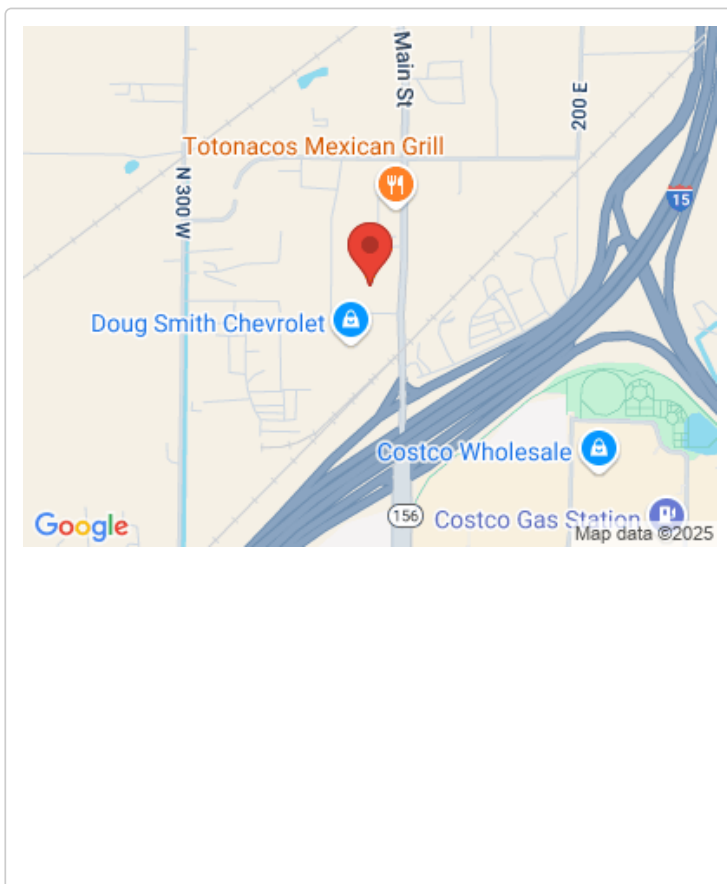 Main St
200 E
Totonacos Mexican Grill
N 300 W
15
Doug Smith Chevrolet
Costco Wholesale
156
Costco Gas Station
Google
Map data ©2025